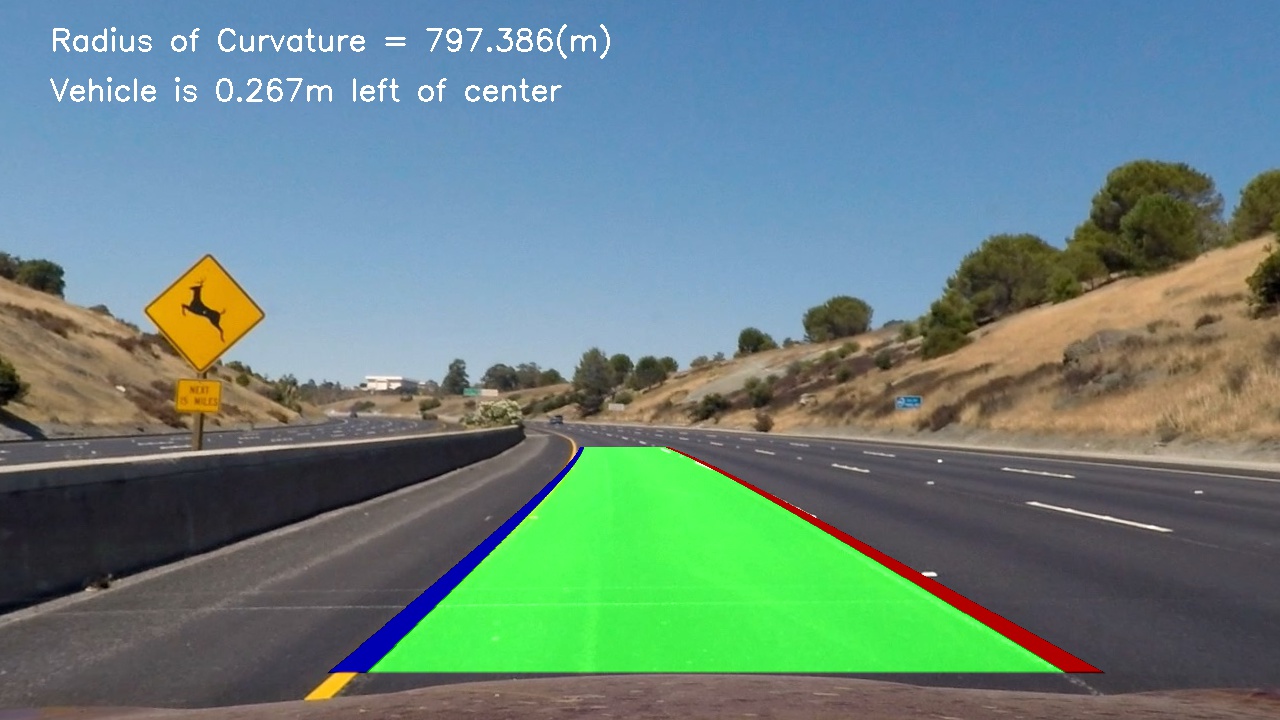 Radius of Curvature = 797.386(m)
Vehicle is 0.267m left of center
NEXT
15 MILES